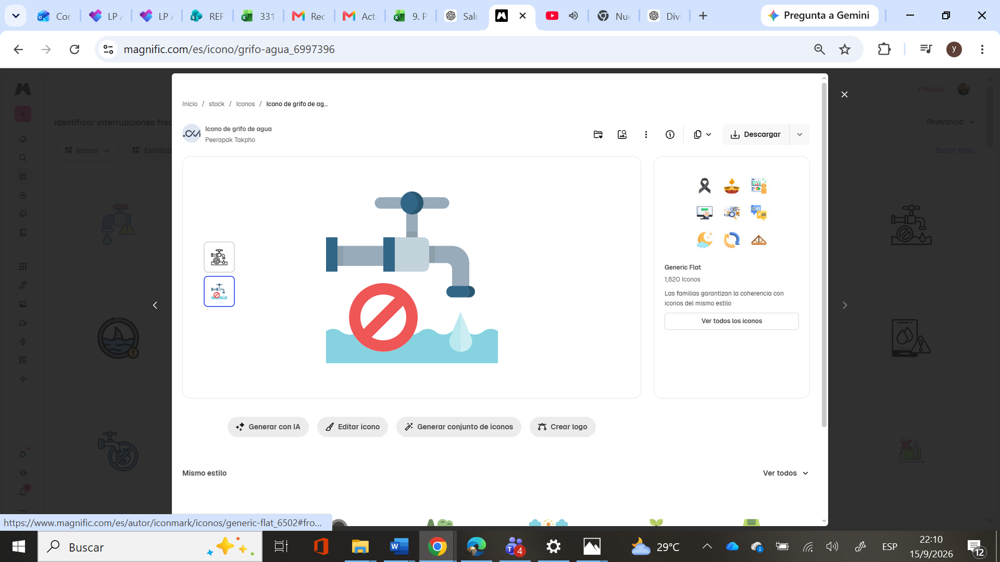 Cor
LP
LP
REF
331
Rec
Act
9. P
Salu
Nue
Divi
Pregunta a Gemini
magnific.com/es/icono/grifo-agua_6997396
y
Precios
identificar interrupciones frec
Relevancia
Iconos
Estático
Borrar todo
Inicio / stock / Iconos / Icono de grifo de ag...
Icono de grifo de agua
Peerapak Takpho
Descargar
Generic Flat
1,820 Iconos
Las familias garantizan la coherencia con
iconos del mismo estilo
Ver todos los iconos
Generar con IA
Editar icono
Generar conjunto de iconos
Crear logo
Mismo estilo
Ver todos
https://www.magnific.com/es/autor/iconmark/iconos/generic-flat_6502#fro...
Buscar
4
29°C
ESP
22:10
15/9/2026
12